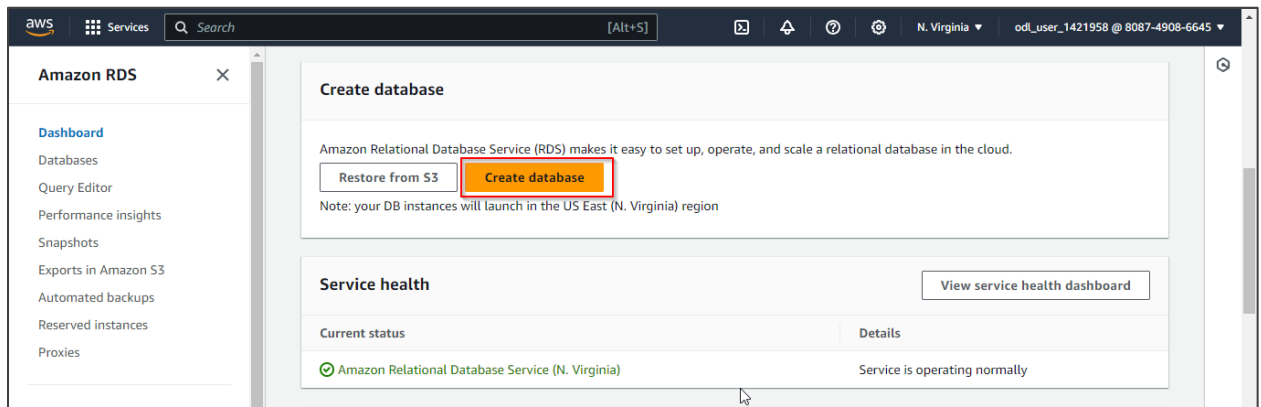 aws Services Search [Alt+S] N. Virginia ▼ odl_user_1421958 @ 8087-4908-6645 ▼
Amazon RDS
Dashboard
Databases
Query Editor
Performance insights
Snapshots
Exports in Amazon S3
Automated backups
Reserved instances
Proxies
Create database
Amazon Relational Database Service (RDS) makes it easy to set up, operate, and scale a relational database in the cloud.
Restore from S3 Create database
Note: your DB instances will launch in the US East (N. Virginia) region
Service health View service health dashboard
Current status Details
Amazon Relational Database Service (N. Virginia) Service is operating normally